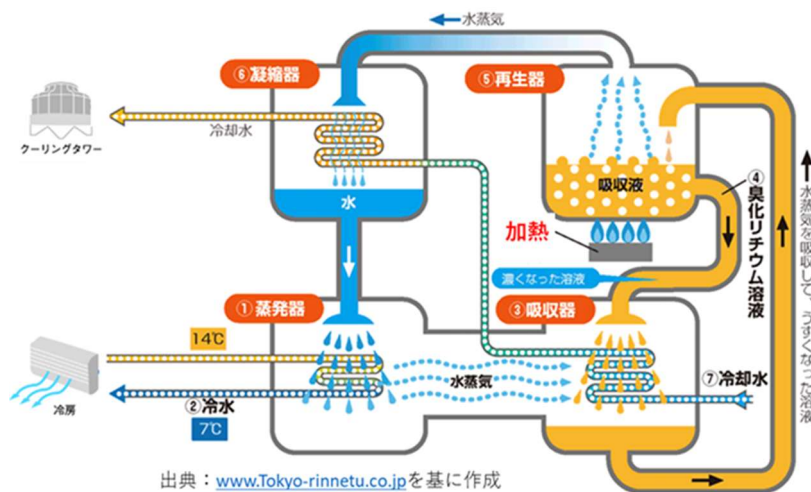 水蒸気
⑥凝縮器
⑤再生器
冷却水
クーリングタワー
吸収液
④臭化リチウム溶液
水
加熱
濃くなった溶液
水蒸気を吸収して、うすくなった溶液
①蒸発器
③吸収器
14℃
水蒸気
⑦冷却水
②冷水
7℃
冷房
出典：www.Tokyo-rinnetu.co.jpを基に作成